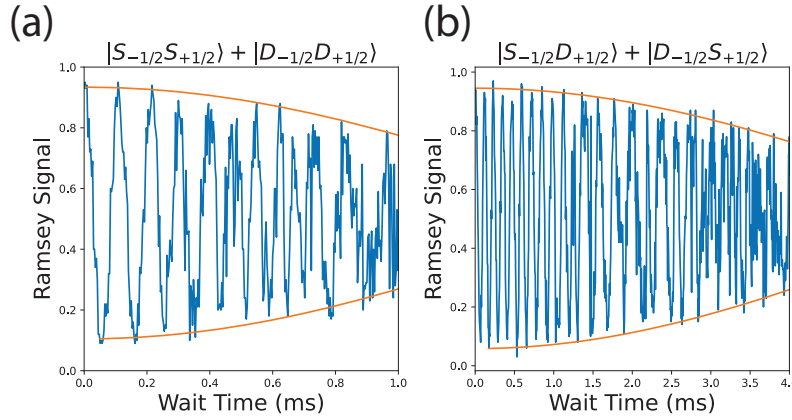 (a)
|S₋₁/₂S₊₁/₂⟩ + |D₋₁/₂D₊₁/₂⟩
1.0
0.8
0.6
0.4
0.2
0.0
Ramsey Signal
0.0 0.2 0.4 0.6 0.8 1.0
Wait Time (ms)
(b)
|S₋₁/₂D₊₁/₂⟩ + |D₋₁/₂S₊₁/₂⟩
1.0
0.8
0.6
0.4
0.2
0.0
Ramsey Signal
0.0 0.5 1.0 1.5 2.0 2.5 3.0 3.5 4.
Wait Time (ms)